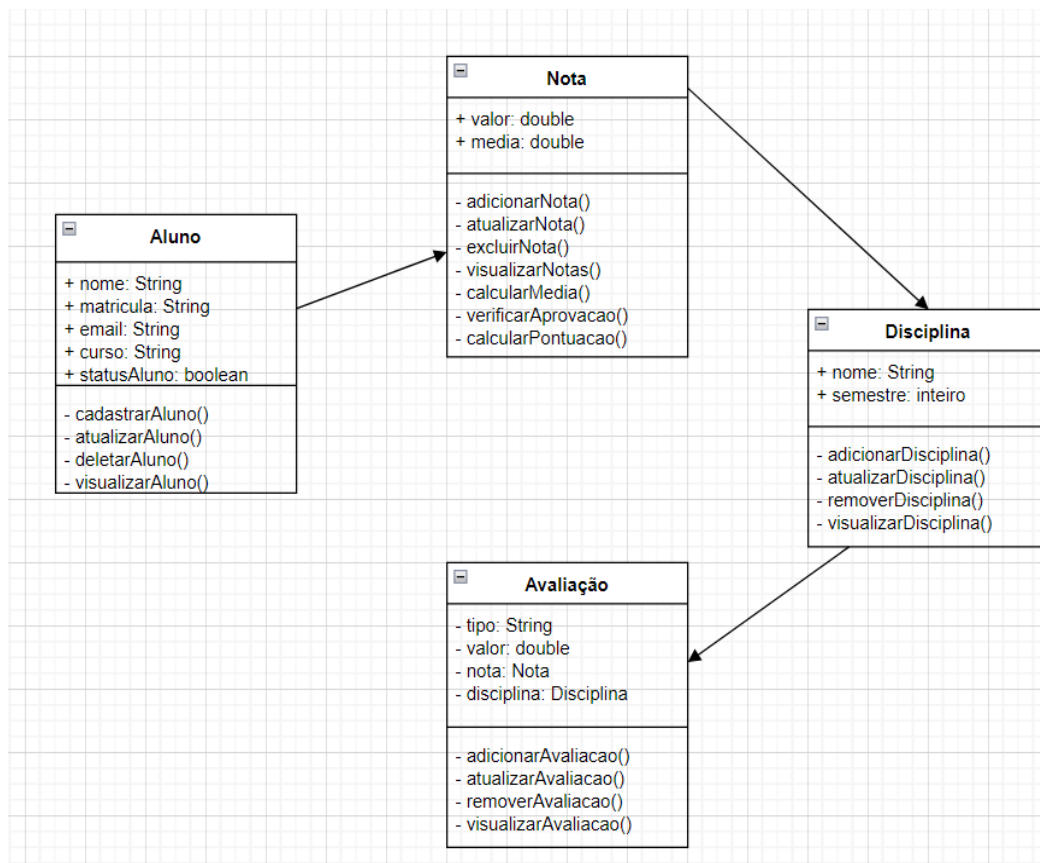 Nota
+ valor: double
+ media: double
- adicionarNota()
- atualizarNota()
- excluirNota()
- visualizarNotas()
- calcularMedia()
- verificarAprovacao()
- calcularPontuacao()
Aluno
+ nome: String
+ matricula: String
+ email: String
+ curso: String
+ statusAluno: boolean
- cadastrarAluno()
- atualizarAluno()
- deletarAluno()
- visualizarAluno()
Disciplina
+ nome: String
+ semestre: inteiro
- adicionarDisciplina()
- atualizarDisciplina()
- removerDisciplina()
- visualizarDisciplina()
Avaliação
- tipo: String
- valor: double
- nota: Nota
- disciplina: Disciplina
- adicionarAvaliacao()
- atualizarAvaliacao()
- removerAvaliacao()
- visualizarAvaliacao()